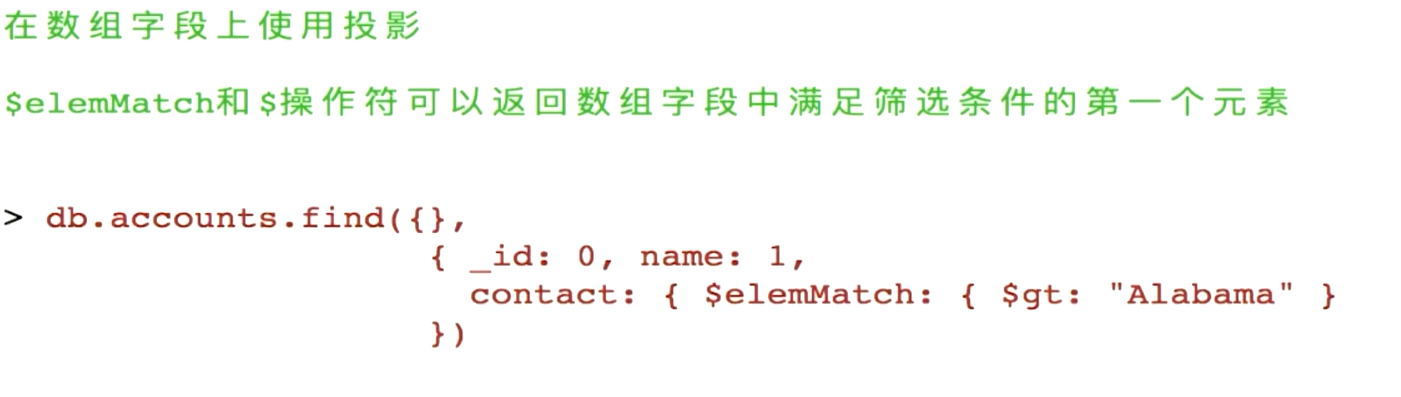 在数组字段上使用投影
$elemMatch和$操作符可以返回数组字段中满足筛选条件的第一个元素
> db.accounts.find({},
{ _id: 0, name: 1,
contact: { $elemMatch: { $gt: "Alabama" }
})